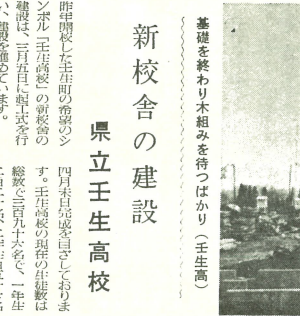 基礎を終わり木組みを待つばかり（壬生高）
新校舎の建設
県立壬生高校
昨年開校した壬生町の希望のシ
ンボル「壬生高校」の新校舎の
建設は、三月五日に起工式を行
い、建設を進めています。
四月末日完成を目ざしておりま
す。壬生高校の現在の生徒数は
総数で三百九十六名で、一年生